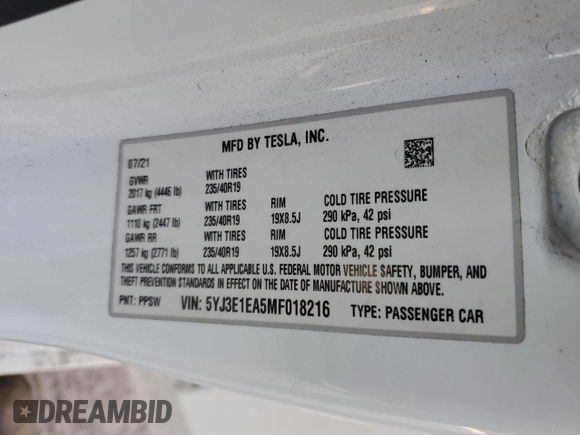 MFD BY TESLA, INC.
07/21
GVWR WITH TIRES
2017 kg (4446 lb) 235/40R19
GAWR FRT WITH TIRES RIM COLD TIRE PRESSURE
1110 kg (2447 lb) 235/40R19 19X8.5J 290 kPa, 42 psi
GAWR RR WITH TIRES RIM COLD TIRE PRESSURE
1257 kg (2771 lb) 235/40R19 19X8.5J 290 kPa, 42 psi
THIS VEHICLE CONFORMS TO ALL APPLICABLE U.S. FEDERAL MOTOR VEHICLE SAFETY, BUMPER, AND
THEFT PREVENTION STANDARDS IN EFFECT ON THE DATE OF MANUFACTURE SHOWN ABOVE.
PNT: PPSW VIN: 5YJ3E1EA5MF018216 TYPE: PASSENGER CAR
DREAMBID